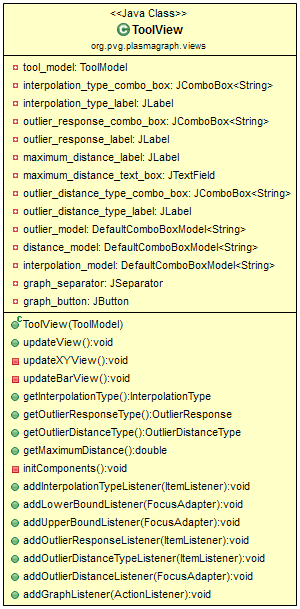 <<Java Class>>
ToolView
org.pvg.plasmagraph.views
tool_model: ToolModel
interpolation_type_combo_box: JComboBox<String>
interpolation_type_label: JLabel
outlier_response_combo_box: JComboBox<String>
outlier_response_label: JLabel
maximum_distance_label: JLabel
maximum_distance_text_box: JTextField
outlier_distance_type_combo_box: JComboBox<String>
outlier_distance_type_label: JLabel
outlier_model: DefaultComboBoxModel<String>
distance_model: DefaultComboBoxModel<String>
interpolation_model: DefaultComboBoxModel<String>
graph_separator: JSeparator
graph_button: JButton
ToolView(ToolModel)
updateView():void
updateXYView():void
updateBarView():void
getInterpolationType():InterpolationType
getOutlierResponseType():OutlierResponse
getOutlierDistanceType():OutlierDistanceType
getMaximumDistance():double
initComponents():void
addInterpolationTypeListener(ItemListener):void
addLowerBoundListener(FocusAdapter):void
addUpperBoundListener(FocusAdapter):void
addOutlierResponseListener(ItemListener):void
addOutlierDistanceTypeListener(ItemListener):void
addOutlierDistanceListener(FocusAdapter):void
addGraphListener(ActionListener):void